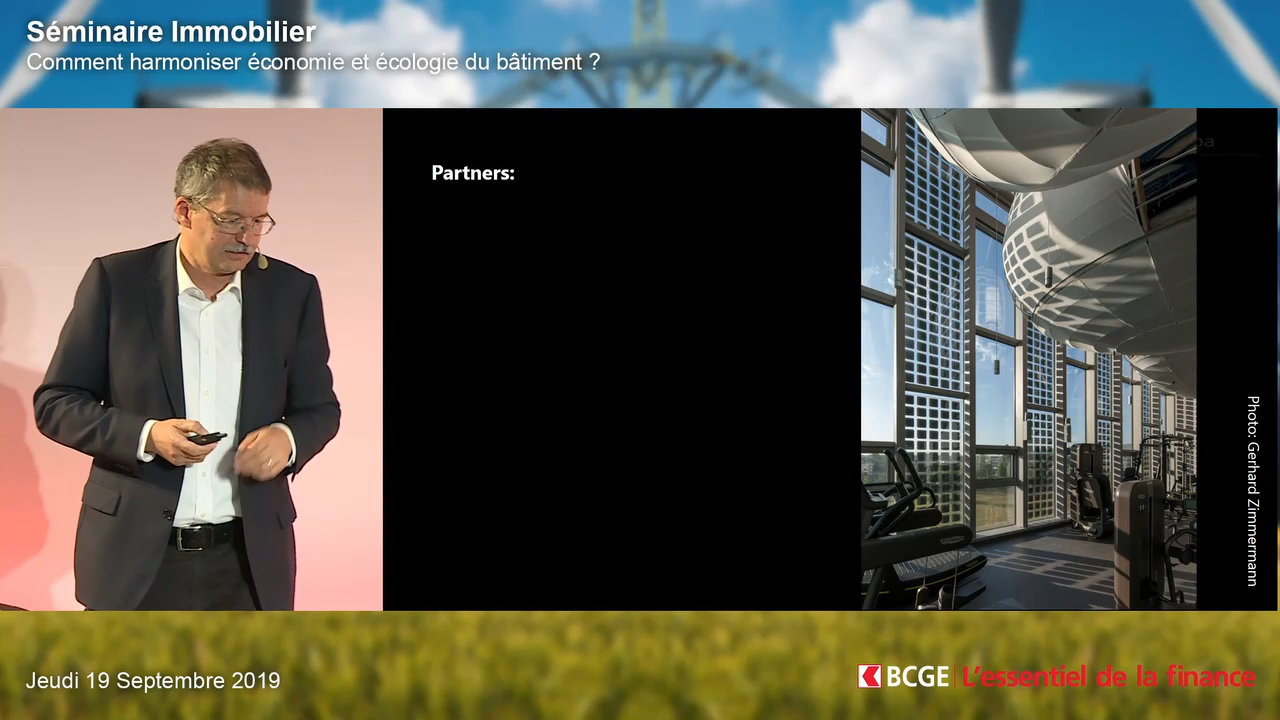 Séminaire Immobilier
Comment harmoniser économie et écologie du bâtiment ?
Partners:
Photo: Gerhard Zimmermann
Jeudi 19 Septembre 2019
BCGE L'essentiel de la finance